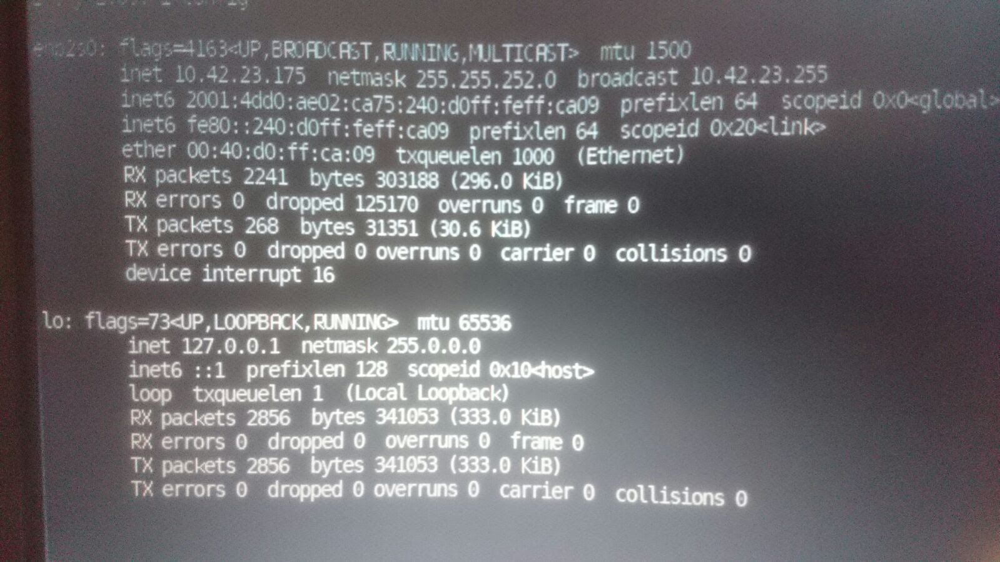 enp2s0: flags=4163<UP,BROADCAST,RUNNING,MULTICAST> mtu 1500
inet 10.42.23.175 netmask 255.255.252.0 broadcast 10.42.23.255
inet6 2001:4dd0:ae02:ca75:240:d0ff:feff:ca09 prefixlen 64 scopeid 0x0<global>
inet6 fe80::240:d0ff:feff:ca09 prefixlen 64 scopeid 0x20<link>
ether 00:40:d0:ff:ca:09 txqueuelen 1000 (Ethernet)
RX packets 2241 bytes 303188 (296.0 KiB)
RX errors 0 dropped 125170 overruns 0 frame 0
TX packets 268 bytes 31351 (30.6 KiB)
TX errors 0 dropped 0 overruns 0 carrier 0 collisions 0
device interrupt 16
lo: flags=73<UP,LOOPBACK,RUNNING> mtu 65536
inet 127.0.0.1 netmask 255.0.0.0
inet6 ::1 prefixlen 128 scopeid 0x10<host>
loop txqueuelen 1 (Local Loopback)
RX packets 2856 bytes 341053 (333.0 KiB)
RX errors 0 dropped 0 overruns 0 frame 0
TX packets 2856 bytes 341053 (333.0 KiB)
TX errors 0 dropped 0 overruns 0 carrier 0 collisions 0